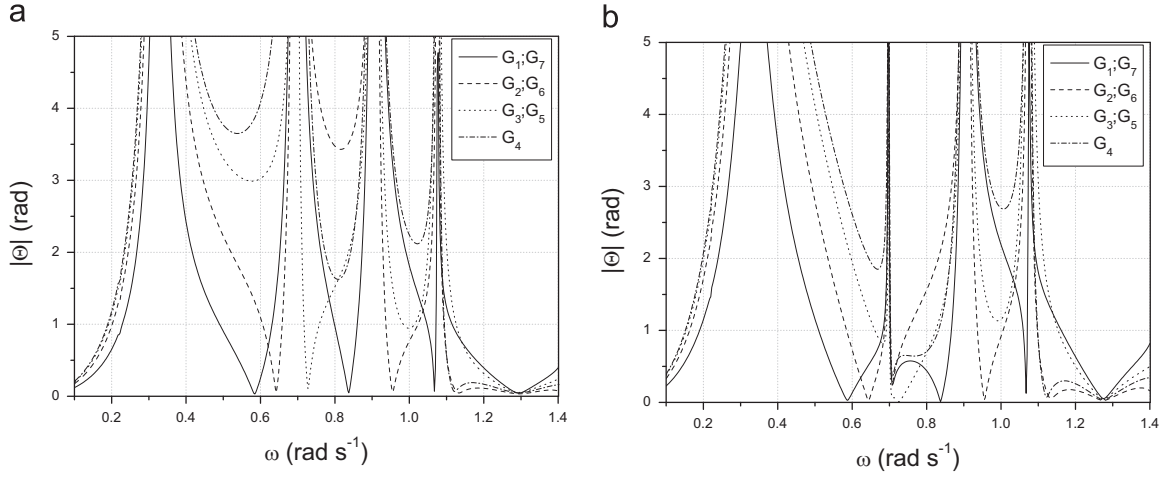 a
5
4
3
2
1
0
|Θ| (rad)
0.2 0.4 0.6 0.8 1.0 1.2 1.4
ω (rad s⁻¹)
G₁;G₇
G₂;G₆
G₃;G₅
G₄
b
5
4
3
2
1
0
|Θ| (rad)
0.2 0.4 0.6 0.8 1.0 1.2 1.4
ω (rad s⁻¹)
G₁;G₇
G₂;G₆
G₃;G₅
G₄